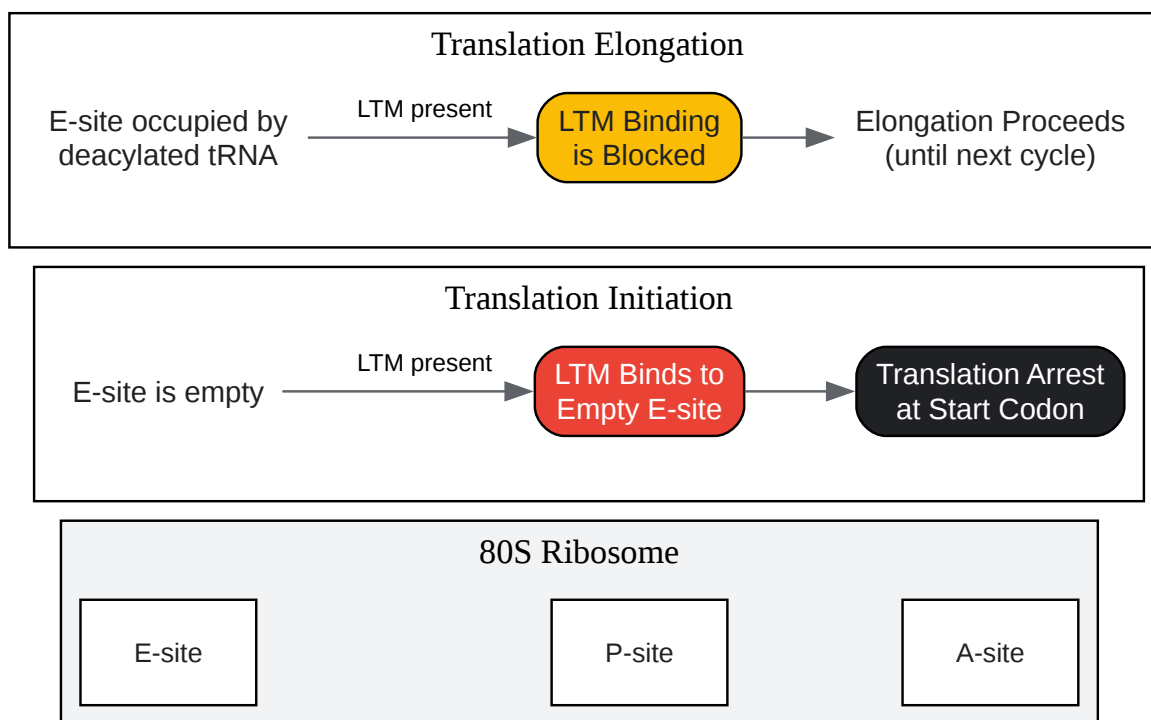 Translation Elongation
E-site occupied by
deacylated tRNA
LTM present
LTM Binding
is Blocked
Elongation Proceeds
(until next cycle)
Translation Initiation
E-site is empty
LTM present
LTM Binds to
Empty E-site
Translation Arrest
at Start Codon
80S Ribosome
E-site
P-site
A-site